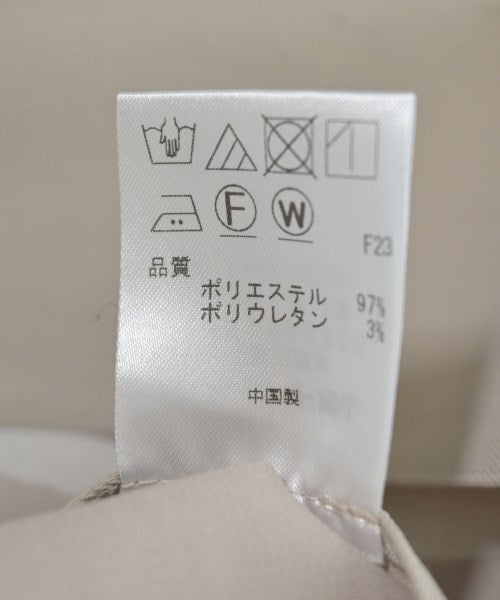 F W
F23
品質
ポリエステル 97%
ポリウレタン 3%
中国製